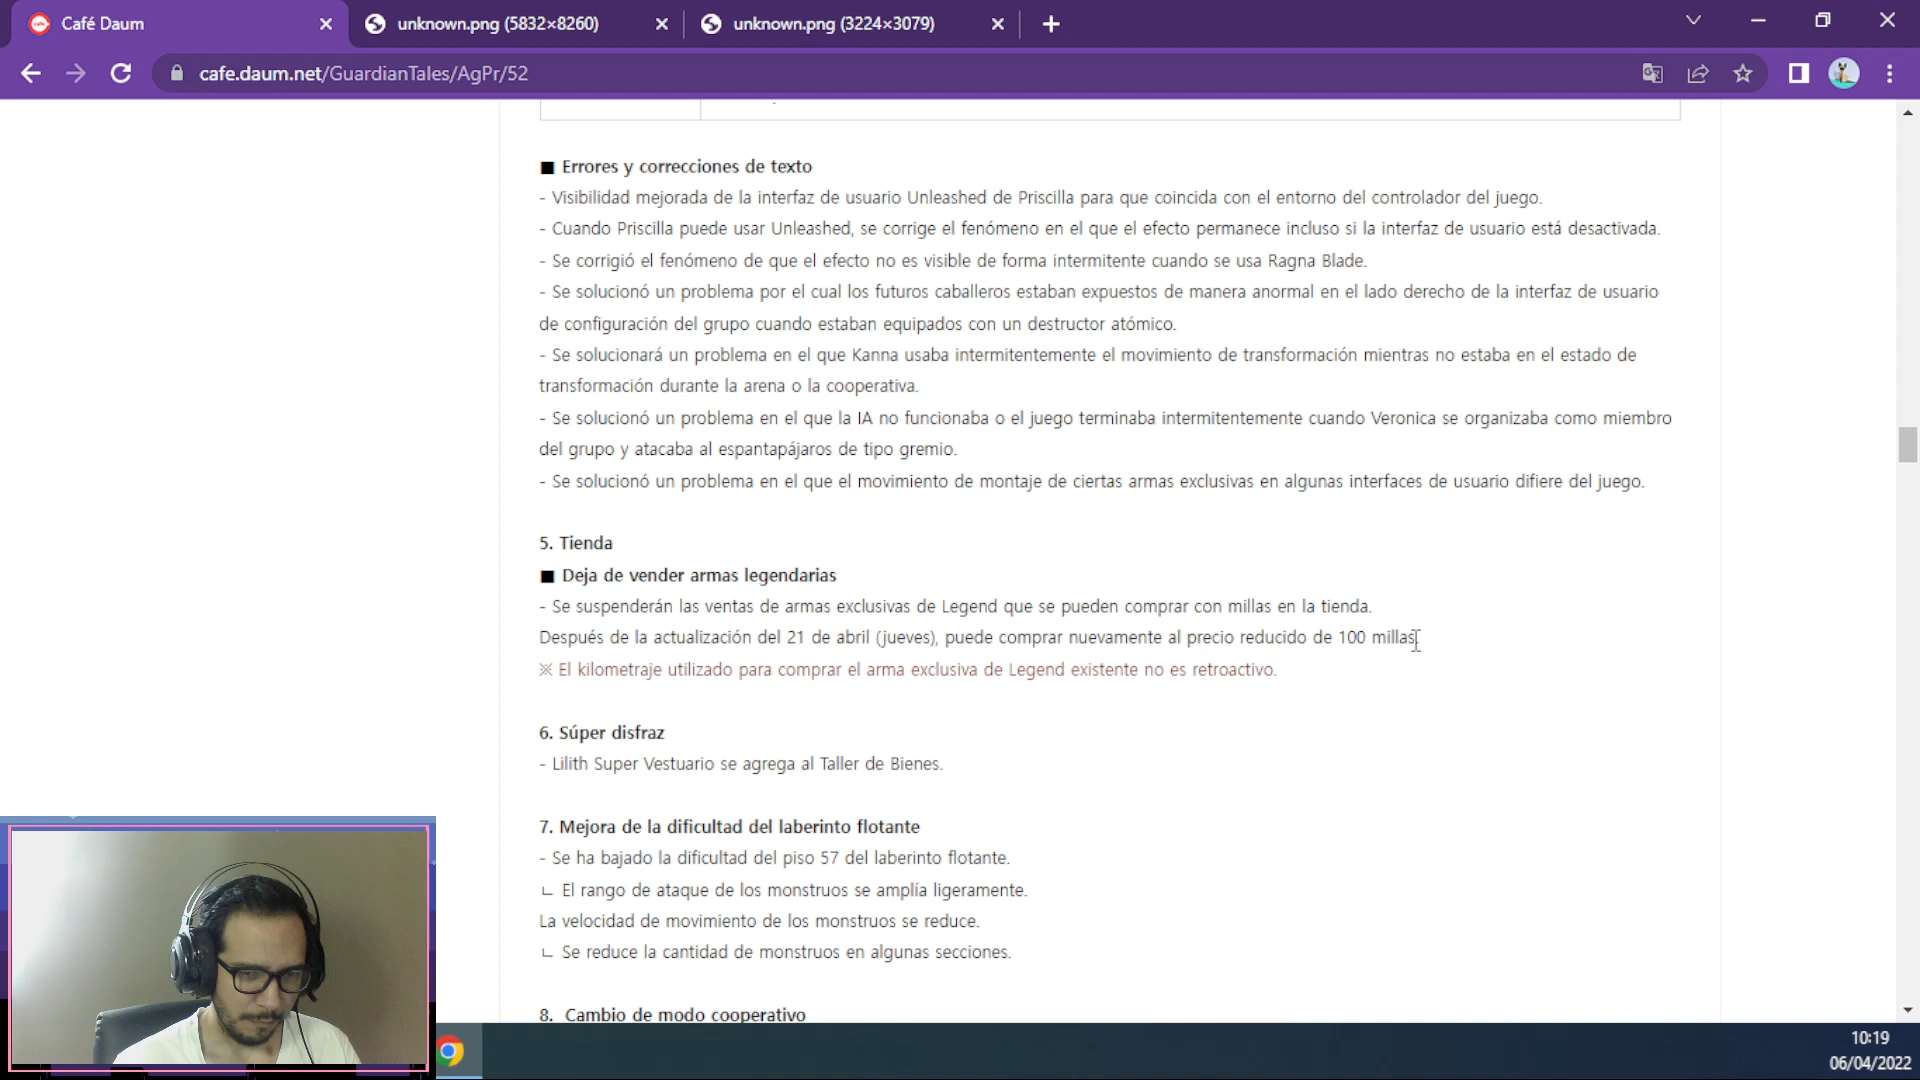 Café Daum
unknown.png (5832×8260)
unknown.png (3224×3079)
cafe.daum.net/GuardianTales/AgPr/52
■ Errores y correcciones de texto
- Visibilidad mejorada de la interfaz de usuario Unleashed de Priscilla para que coincida con el entorno del controlador del juego.
- Cuando Priscilla puede usar Unleashed, se corrige el fenómeno en el que el efecto permanece incluso si la interfaz de usuario está desactivada.
- Se corrigió el fenómeno de que el efecto no es visible de forma intermitente cuando se usa Ragna Blade.
- Se solucionó un problema por el cual los futuros caballeros estaban expuestos de manera anormal en el lado derecho de la interfaz de usuario
de configuración del grupo cuando estaban equipados con un destructor atómico.
- Se solucionará un problema en el que Kanna usaba intermitentemente el movimiento de transformación mientras no estaba en el estado de
transformación durante la arena o la cooperativa.
- Se solucionó un problema en el que la IA no funcionaba o el juego terminaba intermitentemente cuando Veronica se organizaba como miembro
del grupo y atacaba al espantapájaros de tipo gremio.
- Se solucionó un problema en el que el movimiento de montaje de ciertas armas exclusivas en algunas interfaces de usuario difiere del juego.
5. Tienda
■ Deja de vender armas legendarias
- Se suspenderán las ventas de armas exclusivas de Legend que se pueden comprar con millas en la tienda.
Después de la actualización del 21 de abril (jueves), puede comprar nuevamente al precio reducido de 100 millas.
※ El kilometraje utilizado para comprar el arma exclusiva de Legend existente no es retroactivo.
6. Súper disfraz
- Lilith Super Vestuario se agrega al Taller de Bienes.
7. Mejora de la dificultad del laberinto flotante
- Se ha bajado la dificultad del piso 57 del laberinto flotante.
ㄴ El rango de ataque de los monstruos se amplía ligeramente.
La velocidad de movimiento de los monstruos se reduce.
ㄴ Se reduce la cantidad de monstruos en algunas secciones.
8. Cambio de modo cooperativo
10:19
06/04/2022